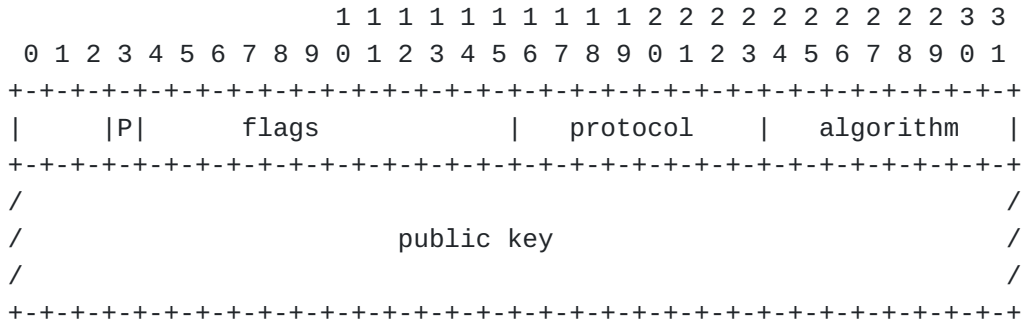 1 1 1 1 1 1 1 1 1 1 2 2 2 2 2 2 2 2 2 2 3 3
0 1 2 3 4 5 6 7 8 9 0 1 2 3 4 5 6 7 8 9 0 1 2 3 4 5 6 7 8 9 0 1
+-+-+-+-+-+-+-+-+-+-+-+-+-+-+-+-+-+-+-+-+-+-+-+-+-+-+-+-+-+-+-+-+
|     |P|      flags            |   protocol    |   algorithm   |
+-+-+-+-+-+-+-+-+-+-+-+-+-+-+-+-+-+-+-+-+-+-+-+-+-+-+-+-+-+-+-+-+
/                                                               /
/                        public key                             /
/                                                               /
+-+-+-+-+-+-+-+-+-+-+-+-+-+-+-+-+-+-+-+-+-+-+-+-+-+-+-+-+-+-+-+-+